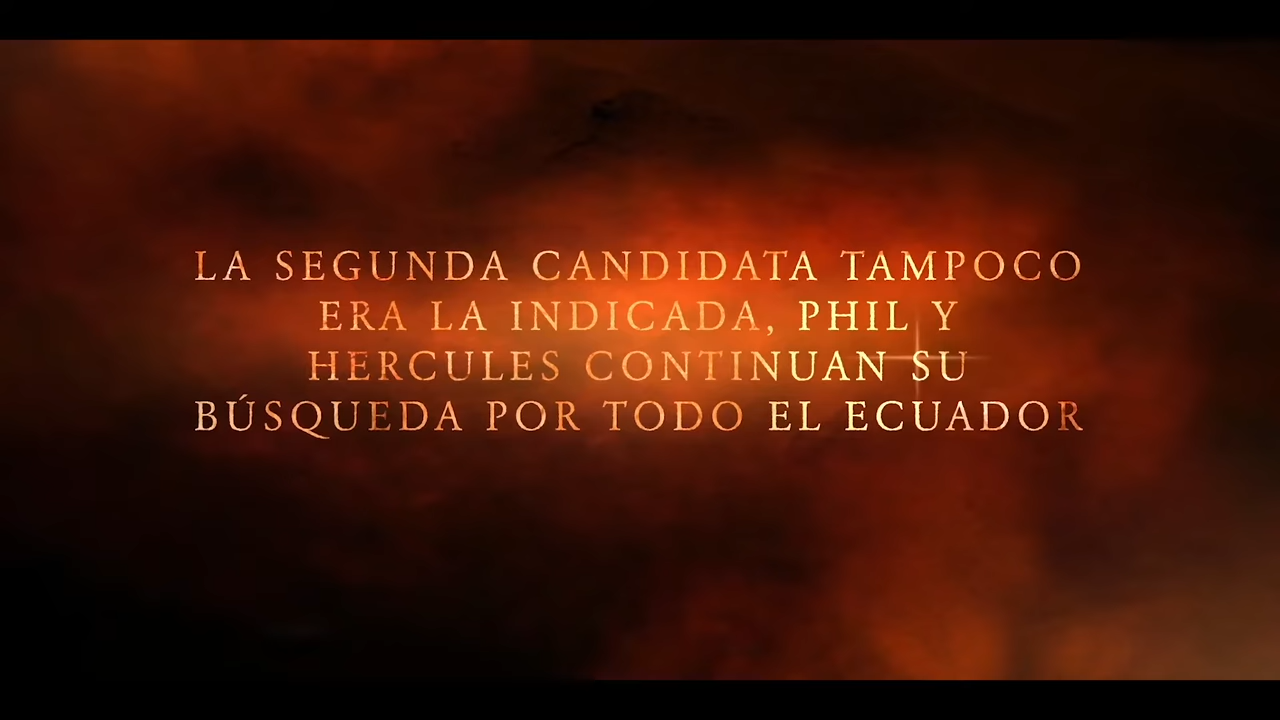 LA SEGUNDA CANDIDATA TAMPOCO
ERA LA INDICADA, PHIL Y
HERCULES CONTINUAN SU
BÚSQUEDA POR TODO EL ECUADOR